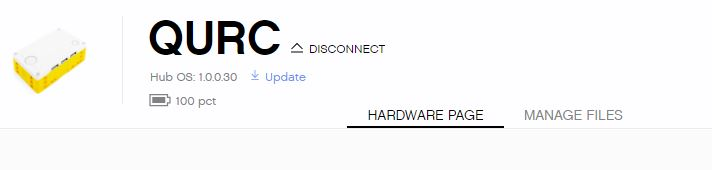 QURC DISCONNECT
Hub OS: 1.0.0.30 Update
100 pct
HARDWARE PAGE MANAGE FILES